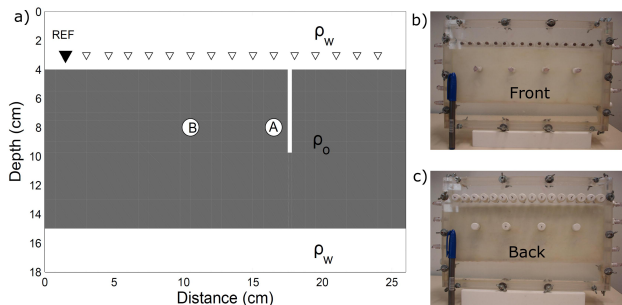 a)
REF
ρw
B
A
ρo
ρw
0
2
4
6
8
10
12
14
16
18
Depth (cm)
0
5
10
15
20
25
Distance (cm)
b)
Front
c)
Back